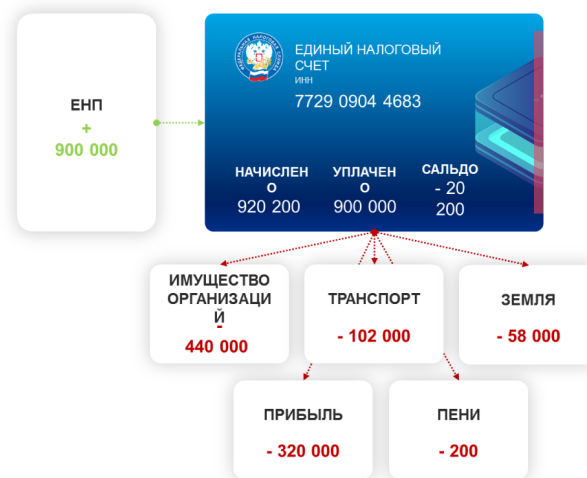 ЕНП
+
900 000
ЕДИНЫЙ НАЛОГОВЫЙ
СЧЕТ
ИНН
7729 0904 4683
НАЧИСЛЕН
О
920 200
УПЛАЧЕН
О
900 000
САЛЬДО
- 20
200
ИМУЩЕСТВО
ОРГАНИЗАЦИ
Й
-
440 000
ТРАНСПОРТ
- 102 000
ЗЕМЛЯ
- 58 000
ПРИБЫЛЬ
- 320 000
ПЕНИ
- 200